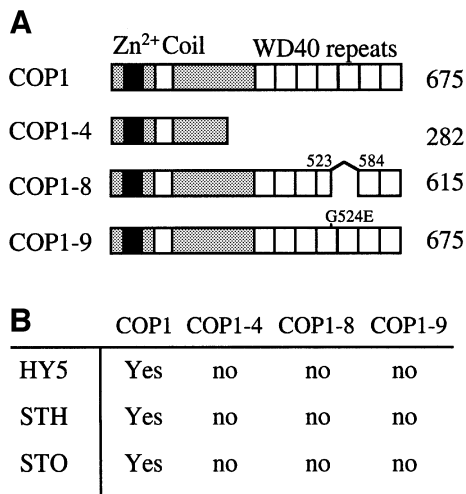 A
Zn²⁺ Coil WD40 repeats
COP1 675
COP1-4 282
523 584
COP1-8 615
G524E
COP1-9 675
B
COP1 COP1-4 COP1-8 COP1-9
HY5 Yes no no no
STH Yes no no no
STO Yes no no no